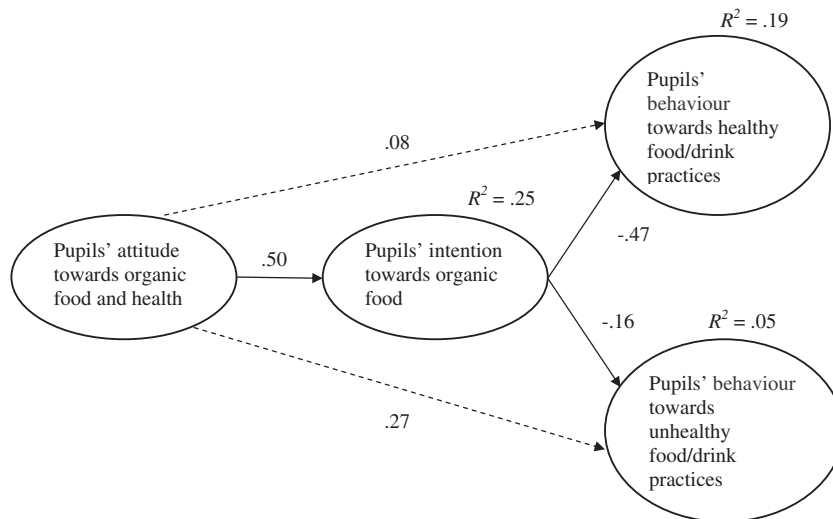 R² = .19
Pupils’
behaviour
towards healthy
food/drink
practices
.08
R² = .25
Pupils’ attitude
towards organic
food and health
.50
Pupils’ intention
towards organic
food
-.47
-.16
R² = .05
.27
Pupils’ behaviour
towards
unhealthy
food/drink
practices